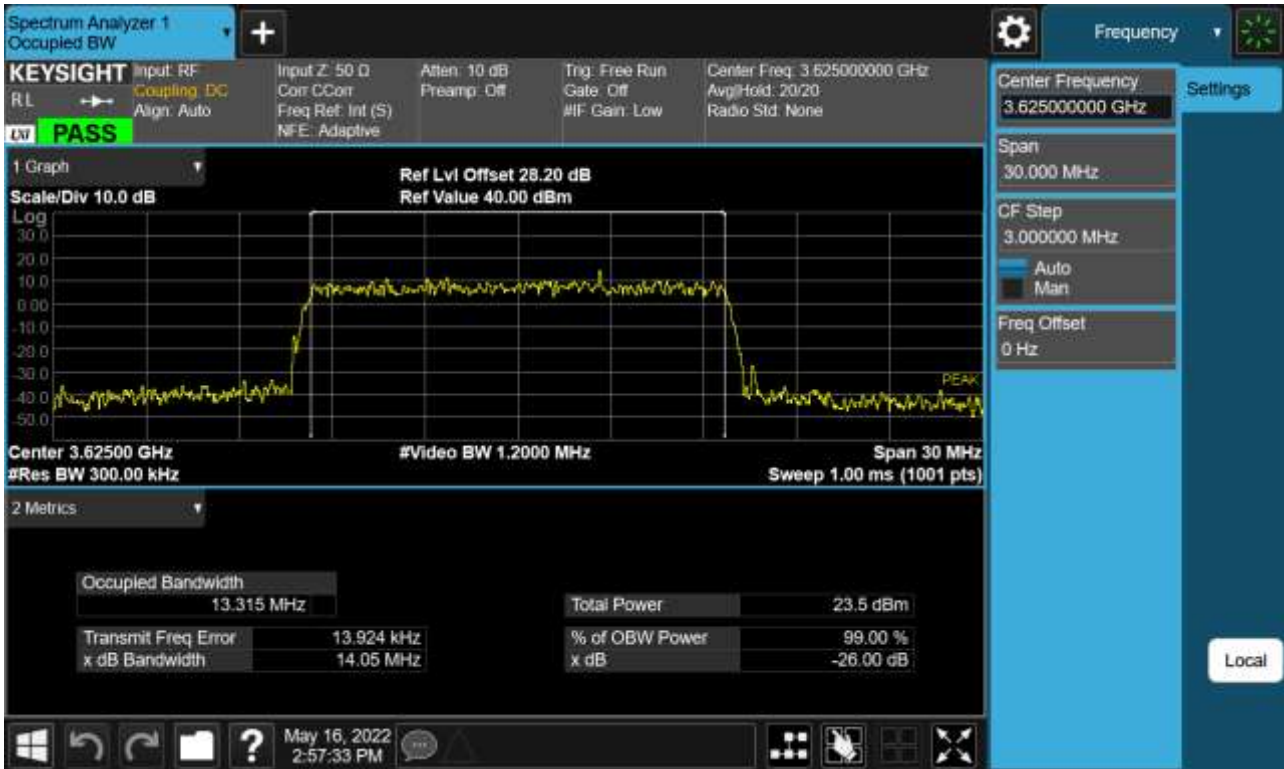 Spectrum Analyzer 1
Occupied BW
+
Frequency
KEYSIGHT
RL
LXI
PASS
Input: RF
Coupling: DC
Align: Auto
Input Z: 50 Ω
Corr CCorr
Freq Ref: Int (S)
NFE: Adaptive
Atten: 10 dB
Preamp: Off
Trig: Free Run
Gate: Off
#IF Gain: Low
Center Freq: 3.625000000 GHz
Avg|Hold: 20/20
Radio Std: None
1 Graph
Scale/Div 10.0 dB
Ref Lvl Offset 28.20 dB
Ref Value 40.00 dBm
Log
30.0
20.0
10.0
0.00
-10.0
-20.0
-30.0
-40.0
-50.0
PEAK
Center 3.62500 GHz
#Video BW 1.2000 MHz
Span 30 MHz
#Res BW 300.00 kHz
Sweep 1.00 ms (1001 pts)
2 Metrics
Occupied Bandwidth
13.315 MHz
Total Power 23.5 dBm
Transmit Freq Error 13.924 kHz
% of OBW Power 99.00 %
x dB Bandwidth 14.05 MHz
x dB -26.00 dB
Center Frequency
3.625000000 GHz
Settings
Span
30.000 MHz
CF Step
3.000000 MHz
Auto
Man
Freq Offset
0 Hz
Local
?
May 16, 2022
2:57:33 PM